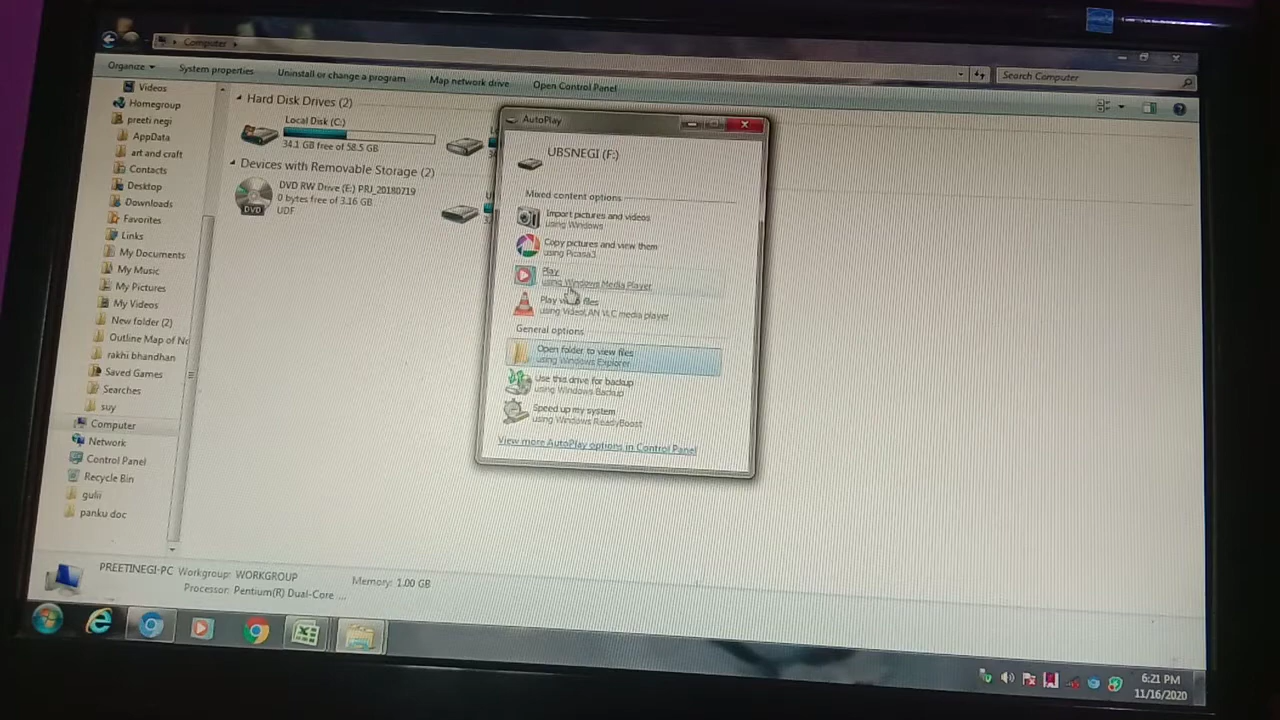 Computer
Search Computer
Organize
System properties
Uninstall or change a program
Map network drive
Open Control Panel
Videos
Homegroup
preeti negi
AppData
art and craft
Contacts
Desktop
Downloads
Favorites
Links
My Documents
My Music
My Pictures
My Videos
New folder (2)
Outline Map of
rakhi bhandhan
Saved Games
Searches
suy
Computer
Network
Control Panel
Recycle Bin
gulii
panku doc
Hard Disk Drives (2)
Local Disk (C:)
34.1 GB free of 58.5 GB
Devices with Removable Storage (2)
DVD RW Drive (E:) PRJ_20180719
0 bytes free of 3.16 GB
UDF
DVD
AutoPlay
UBSNEGI (F:)
Mixed content options
Import pictures and videos
using Windows
Copy pictures and view them
using Picasa3
Play
using Windows Media Player
Play files
using VideoLAN VLC media player
General options
Open folder to view files
using Windows Explorer
Use this drive for backup
using Windows Backup
Speed up my system
using Windows ReadyBoost
View more AutoPlay options in Control Panel
PREETINEGI-PC Workgroup: WORKGROUP
Memory: 1.00 GB
Processor: Pentium(R) Dual-Core ...
6:21 PM
11/16/2020